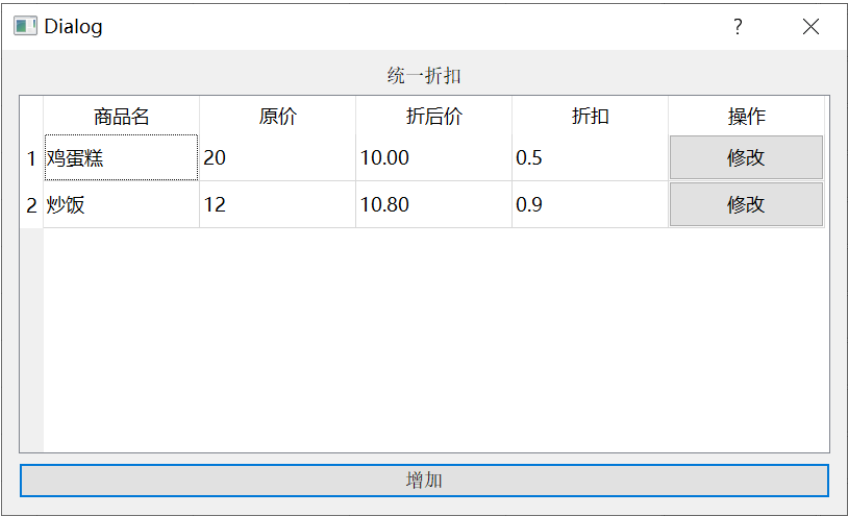 Dialog
统一折扣
商品名 原价 折后价 折扣 操作
1 鸡蛋糕 20 10.00 0.5 修改
2 炒饭 12 10.80 0.9 修改
增加